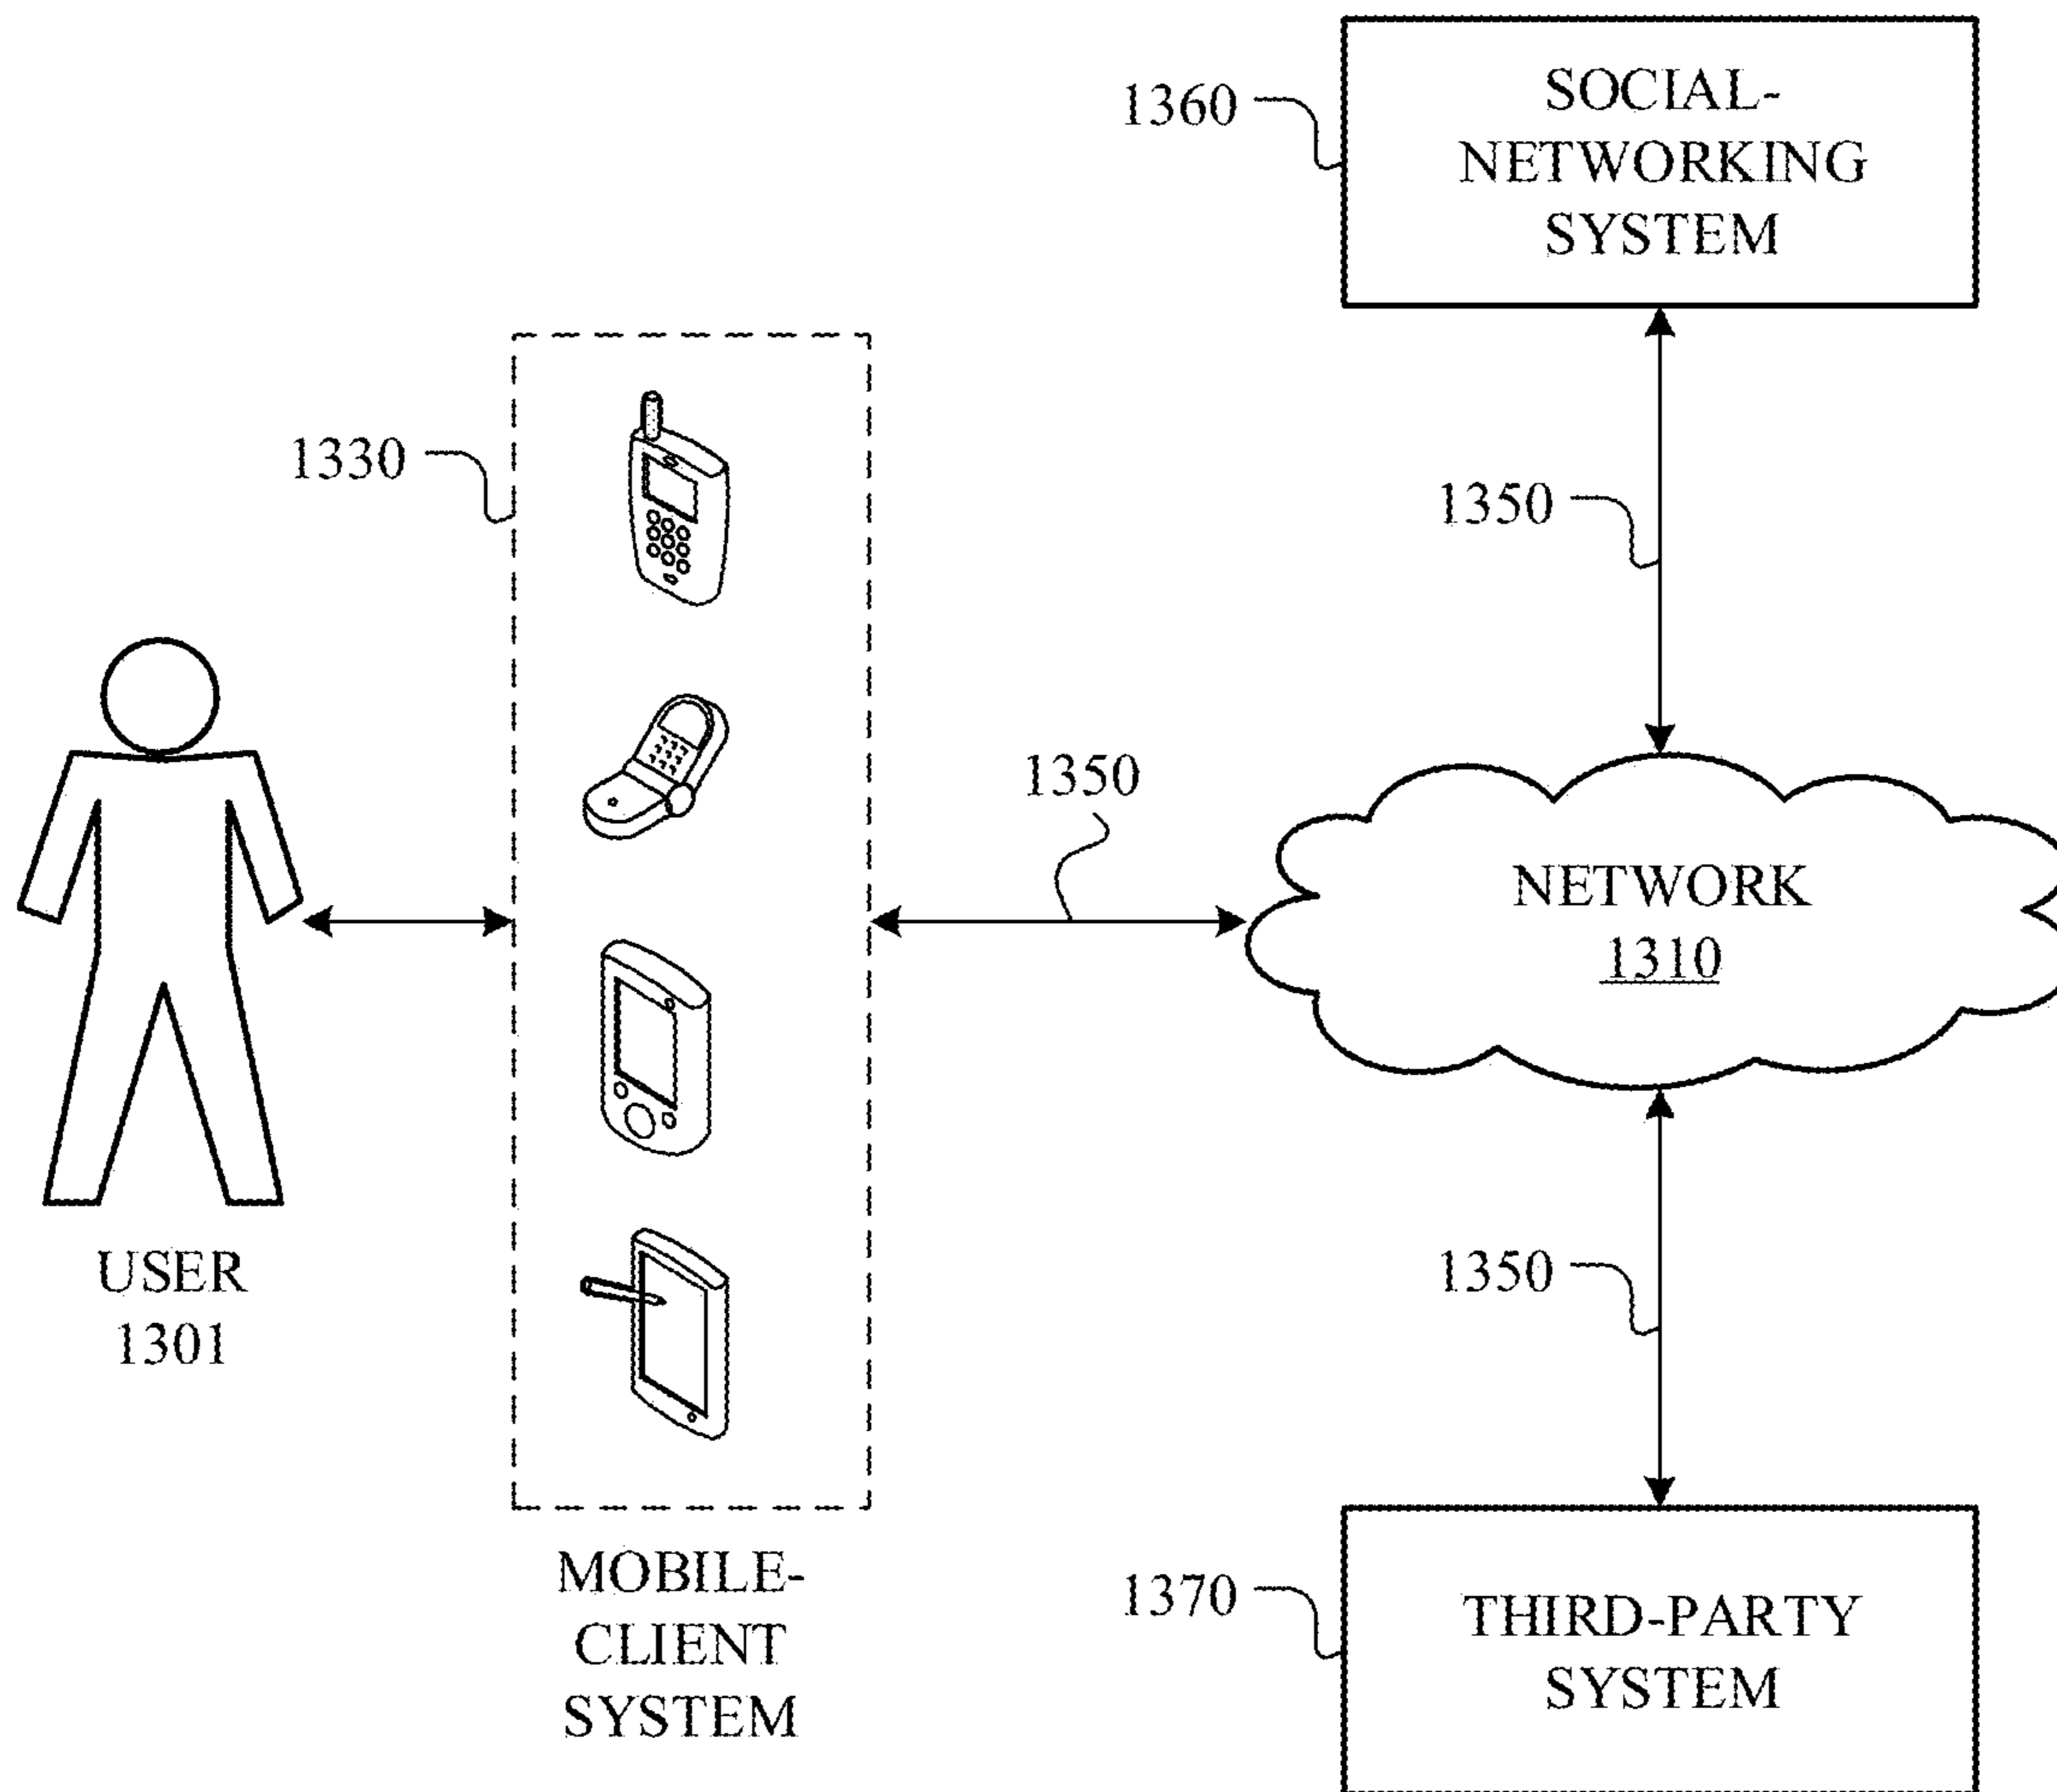 1360
SOCIAL-
NETWORKING
SYSTEM
1330
1350
1350
NETWORK
1310
USER
1301
1350
MOBILE-
CLIENT
SYSTEM
1370
THIRD-PARTY
SYSTEM